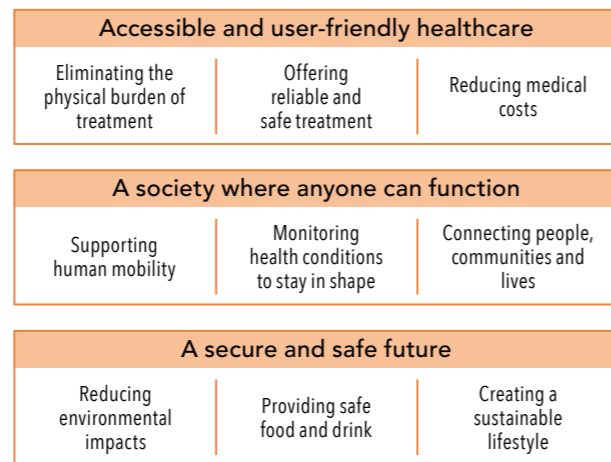 Accessible and user-friendly healthcare
Eliminating the
physical burden of
treatment
Offering
reliable and
safe treatment
Reducing medical
costs
A society where anyone can function
Supporting
human mobility
Monitoring
health conditions
to stay in shape
Connecting people,
communities and
lives
A secure and safe future
Reducing
environmental
impacts
Providing safe
food and drink
Creating a
sustainable
lifestyle